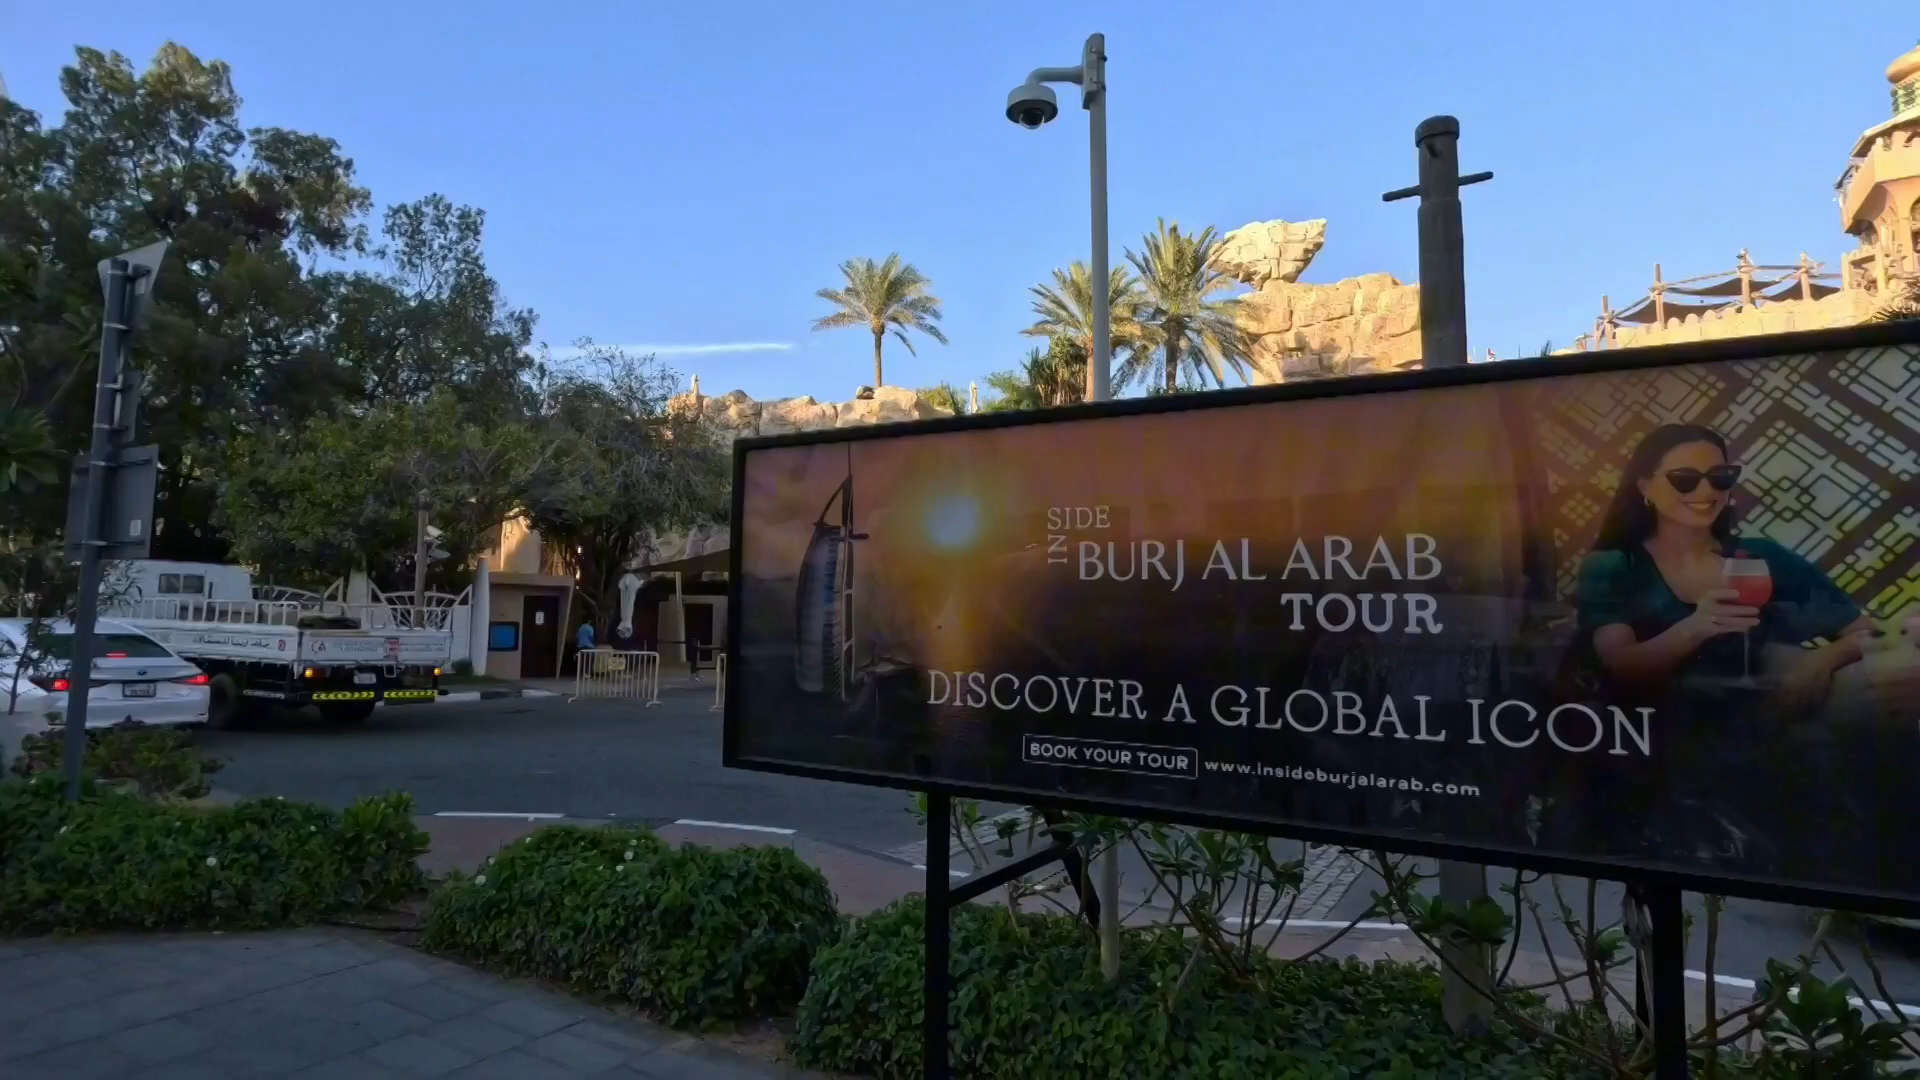 INSIDE
BURJ AL ARAB
TOUR
DISCOVER A GLOBAL ICON
BOOK YOUR TOUR www.insideburjalarab.com